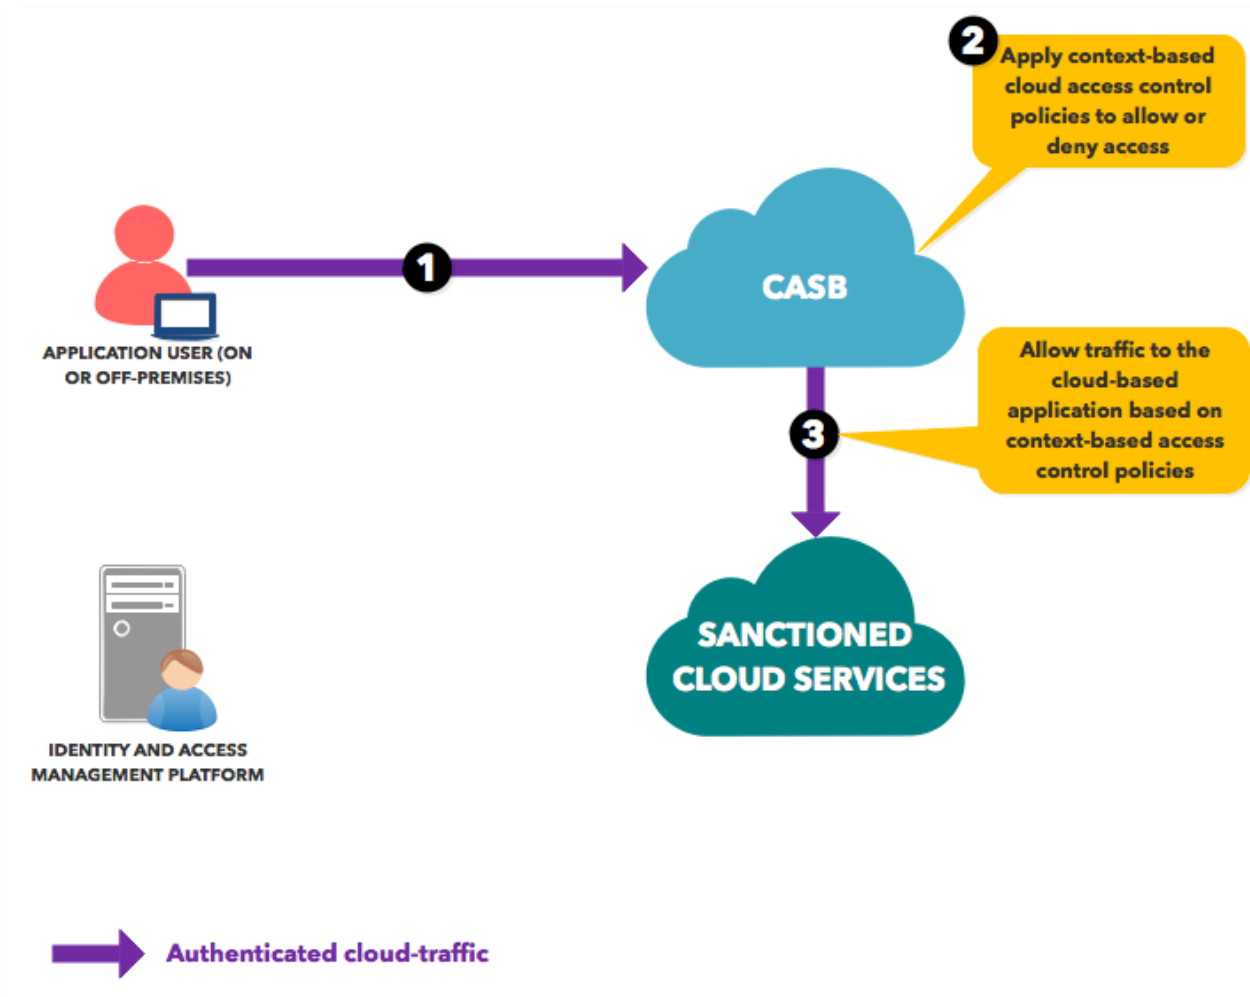 2
Apply context-based
cloud access control
policies to allow or
deny access
1
CASB
APPLICATION USER (ON
OR OFF-PREMISES)
Allow traffic to the
cloud-based
application based on
context-based access
control policies
3
SANCTIONED
CLOUD SERVICES
IDENTITY AND ACCESS
MANAGEMENT PLATFORM
Authenticated cloud-traffic